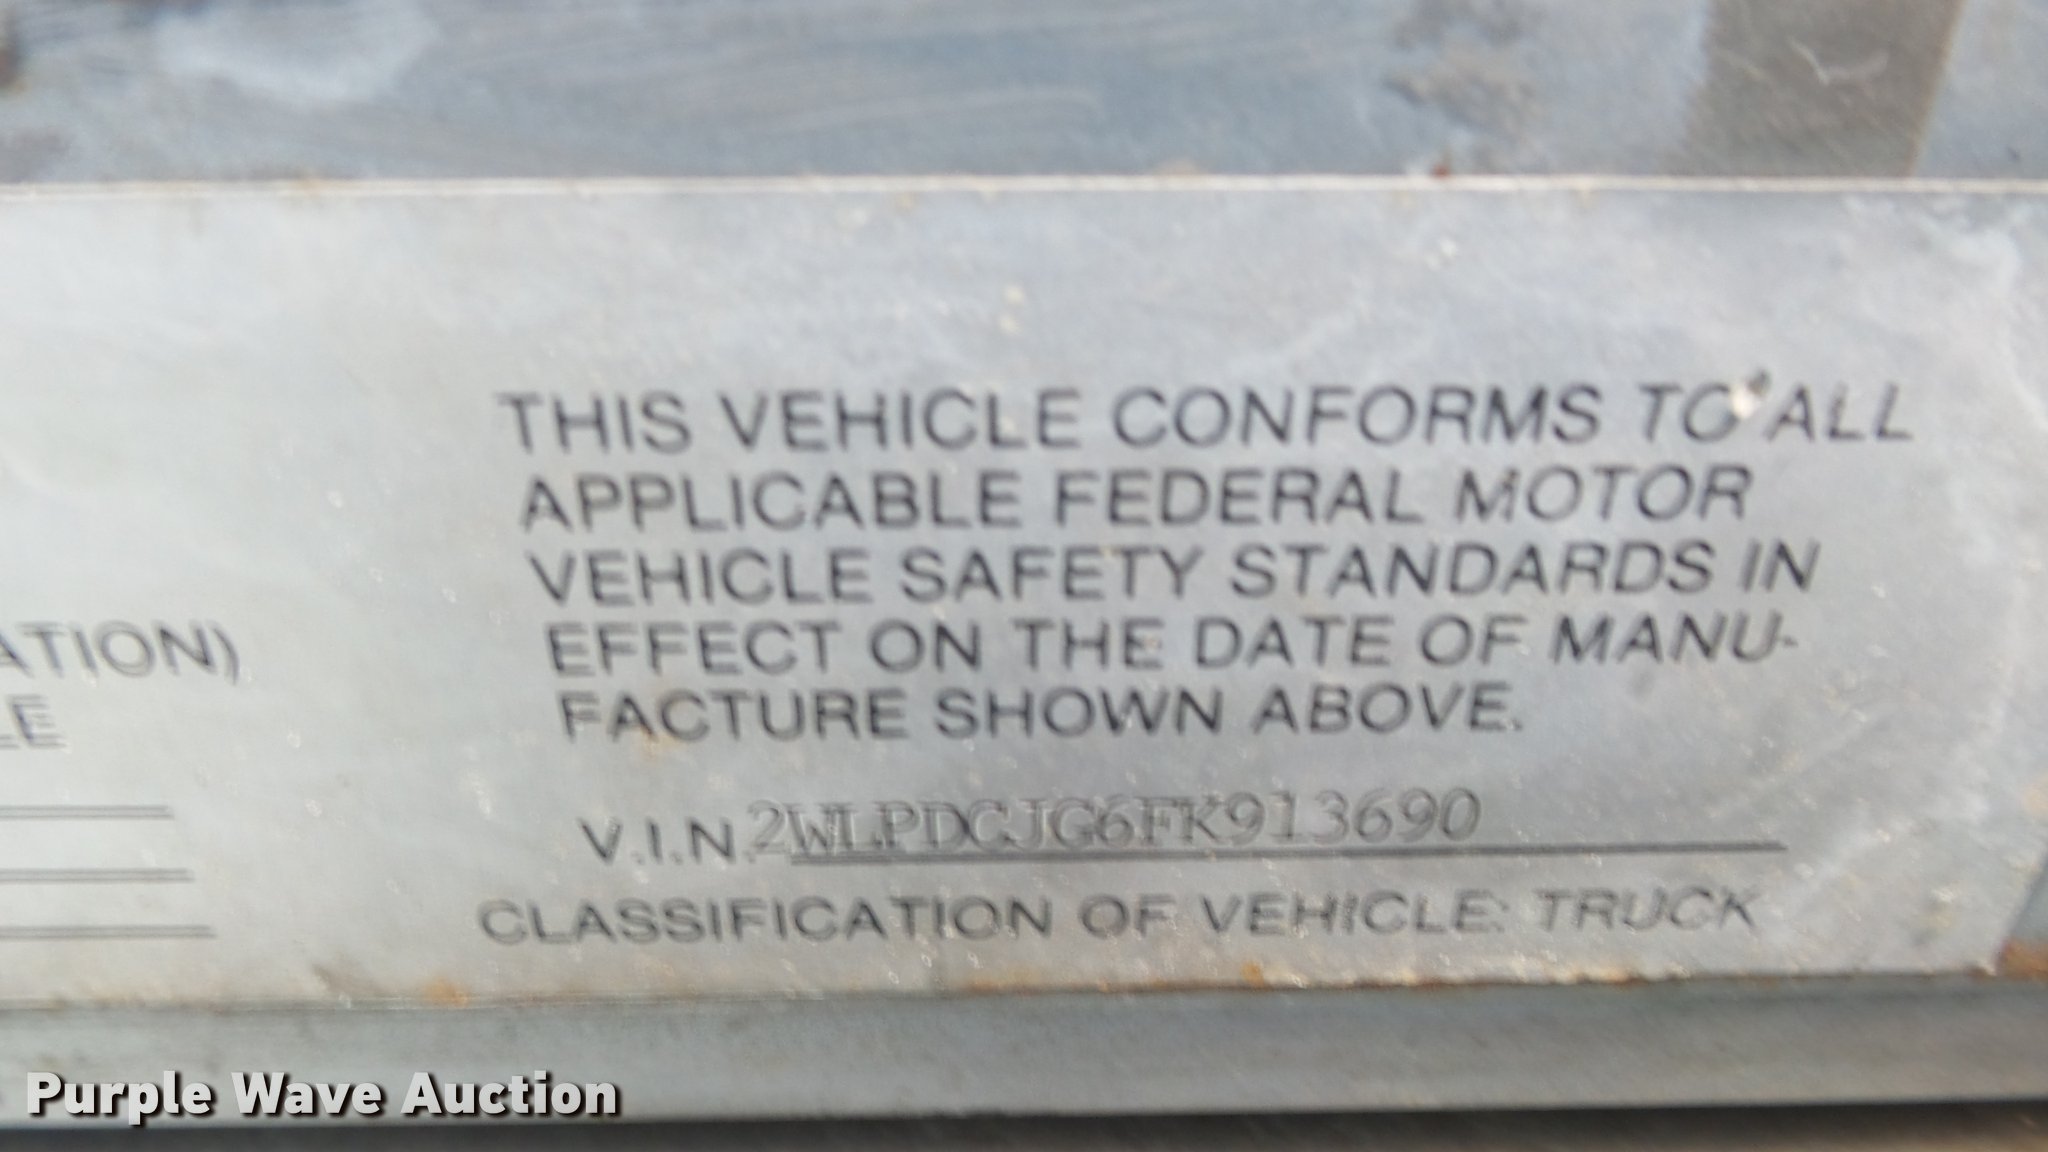 THIS VEHICLE CONFORMS TO ALL
APPLICABLE FEDERAL MOTOR
VEHICLE SAFETY STANDARDS IN
EFFECT ON THE DATE OF MANU-
FACTURE SHOWN ABOVE.
ATION)
LE
V.I.N. 2WLPDCJG6FK913690
CLASSIFICATION OF VEHICLE: TRUCK
Purple Wave Auction